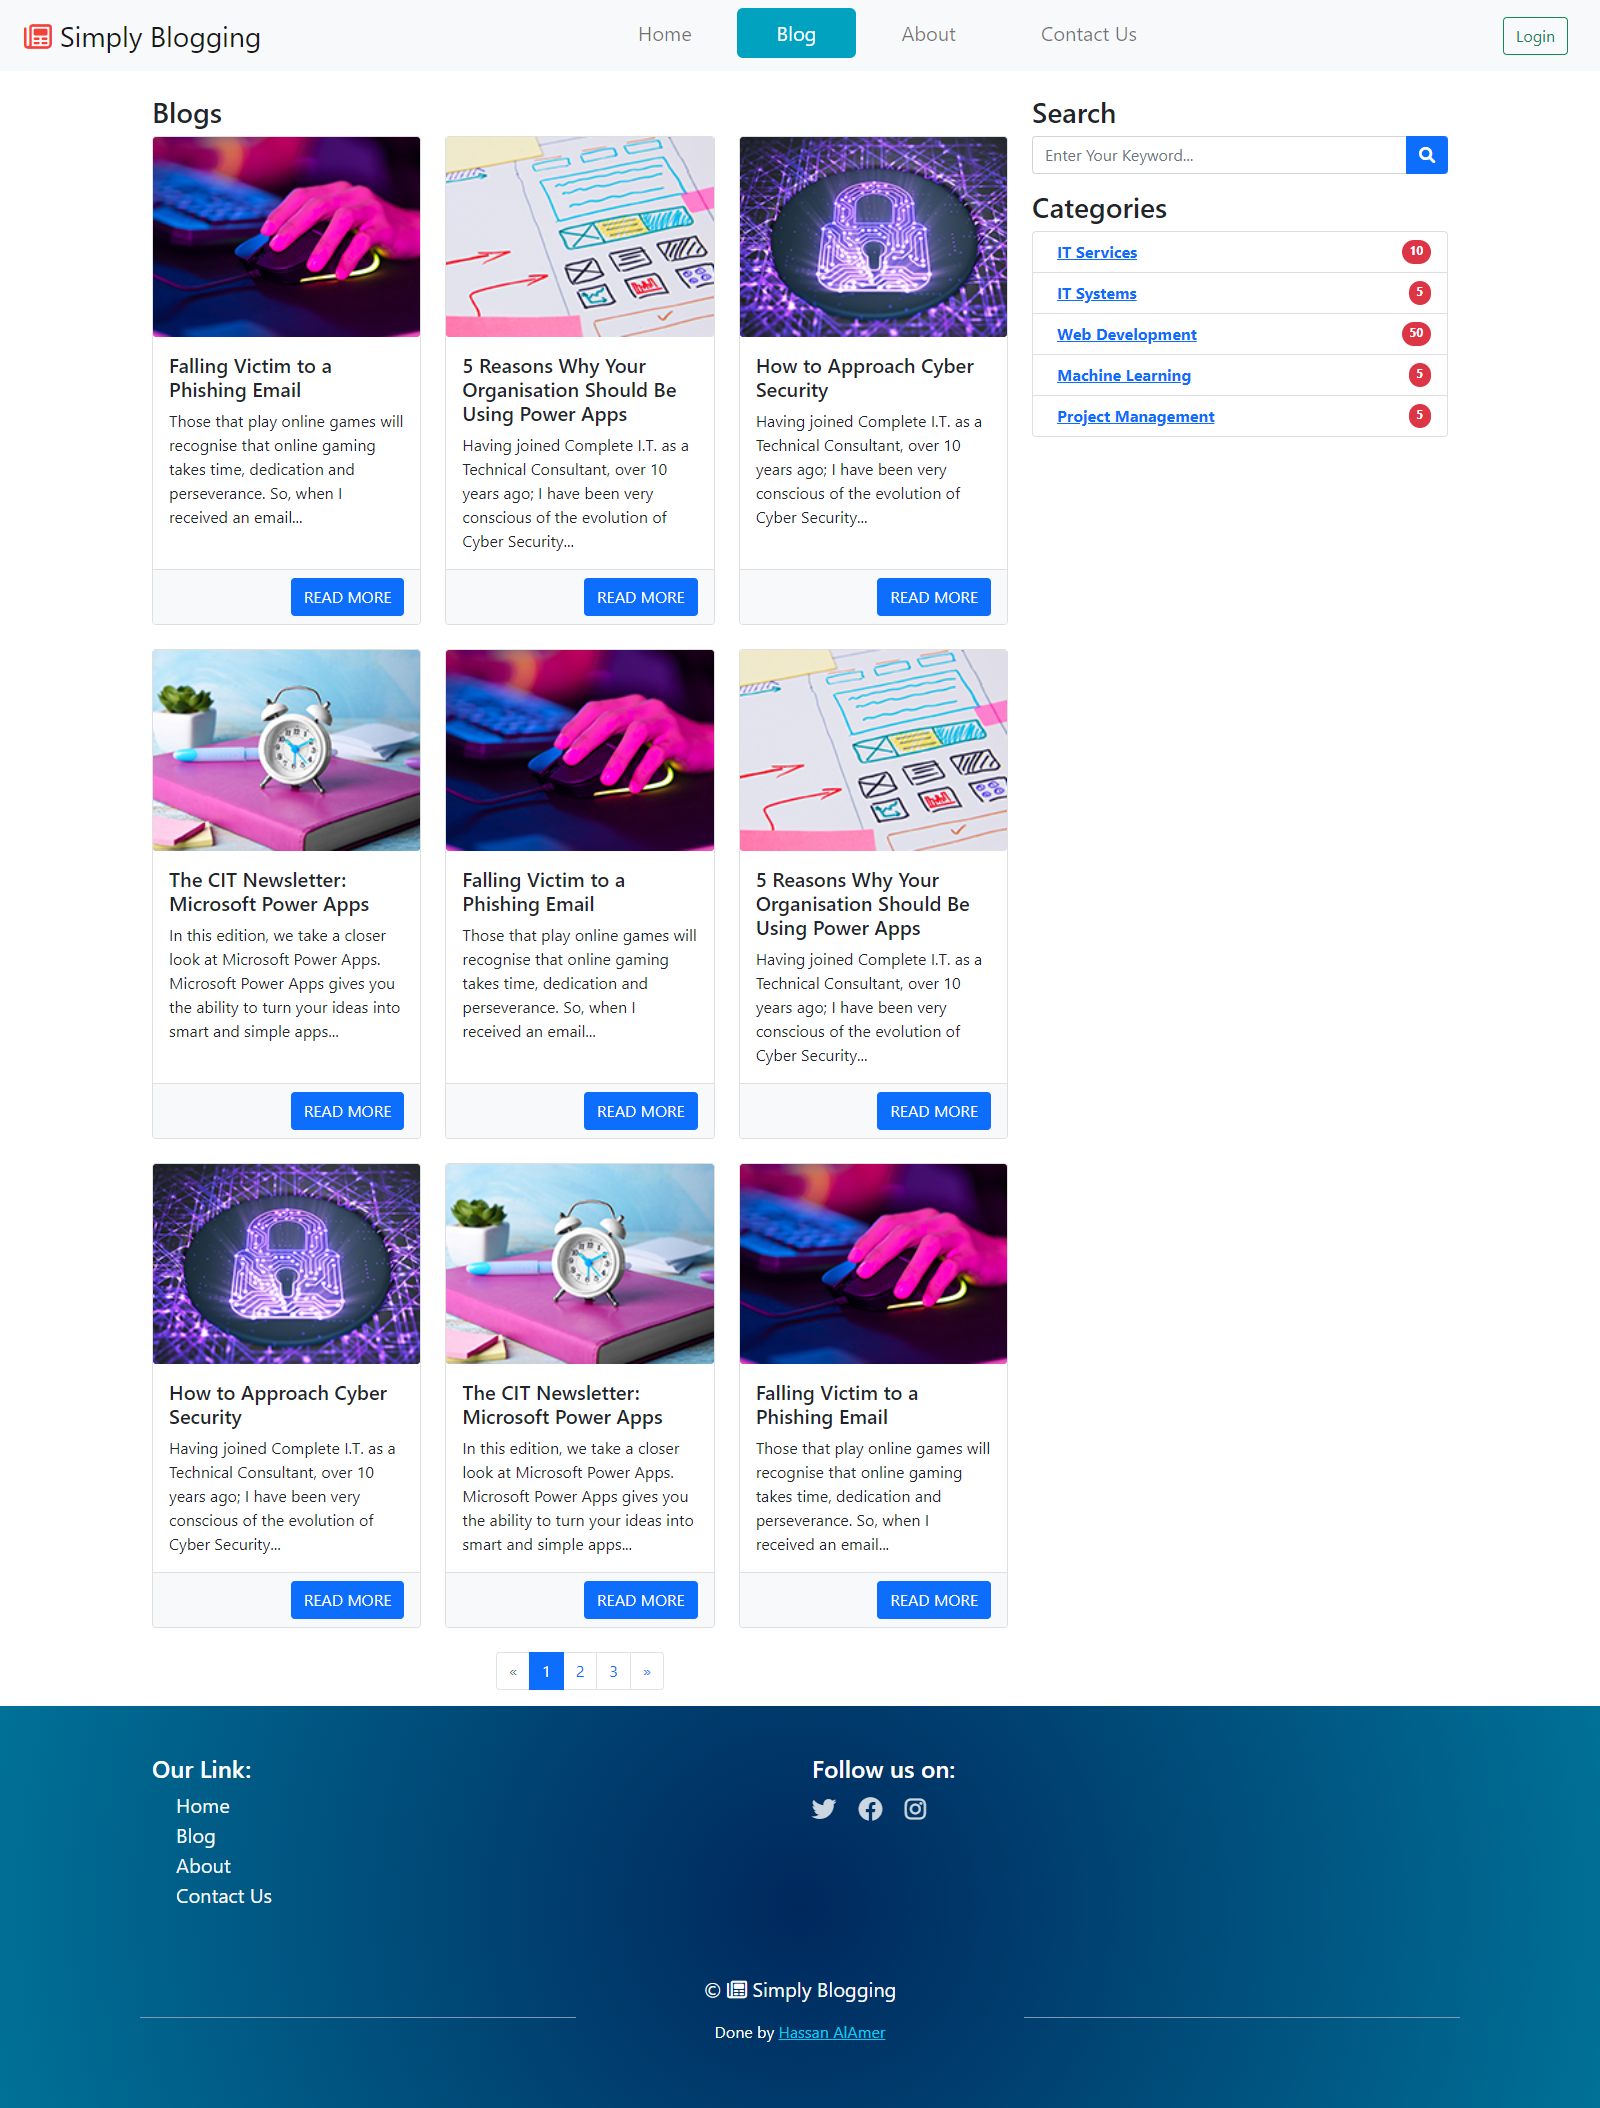 Simply Blogging
Home
Blog
About
Contact Us
Login
Blogs
Falling Victim to a
Phishing Email
Those that play online games will
recognise that online gaming
takes time, dedication and
perseverance. So, when I
received an email...
READ MORE
5 Reasons Why Your
Organisation Should Be
Using Power Apps
Having joined Complete I.T. as a
Technical Consultant, over 10
years ago; I have been very
conscious of the evolution of
Cyber Security...
READ MORE
How to Approach Cyber
Security
Having joined Complete I.T. as a
Technical Consultant, over 10
years ago; I have been very
conscious of the evolution of
Cyber Security...
READ MORE
The CIT Newsletter:
Microsoft Power Apps
In this edition, we take a closer
look at Microsoft Power Apps.
Microsoft Power Apps gives you
the ability to turn your ideas into
smart and simple apps...
READ MORE
Falling Victim to a
Phishing Email
Those that play online games will
recognise that online gaming
takes time, dedication and
perseverance. So, when I
received an email...
READ MORE
5 Reasons Why Your
Organisation Should Be
Using Power Apps
Having joined Complete I.T. as a
Technical Consultant, over 10
years ago; I have been very
conscious of the evolution of
Cyber Security...
READ MORE
How to Approach Cyber
Security
Having joined Complete I.T. as a
Technical Consultant, over 10
years ago; I have been very
conscious of the evolution of
Cyber Security...
READ MORE
The CIT Newsletter:
Microsoft Power Apps
In this edition, we take a closer
look at Microsoft Power Apps.
Microsoft Power Apps gives you
the ability to turn your ideas into
smart and simple apps...
READ MORE
Falling Victim to a
Phishing Email
Those that play online games will
recognise that online gaming
takes time, dedication and
perseverance. So, when I
received an email...
READ MORE
« 1 2 3 »
Search
Enter Your Keyword...
Categories
IT Services 10
IT Systems 5
Web Development 50
Machine Learning 5
Project Management 5
Our Link:
Home
Blog
About
Contact Us
Follow us on:
© Simply Blogging
Done by Hassan AlAmer